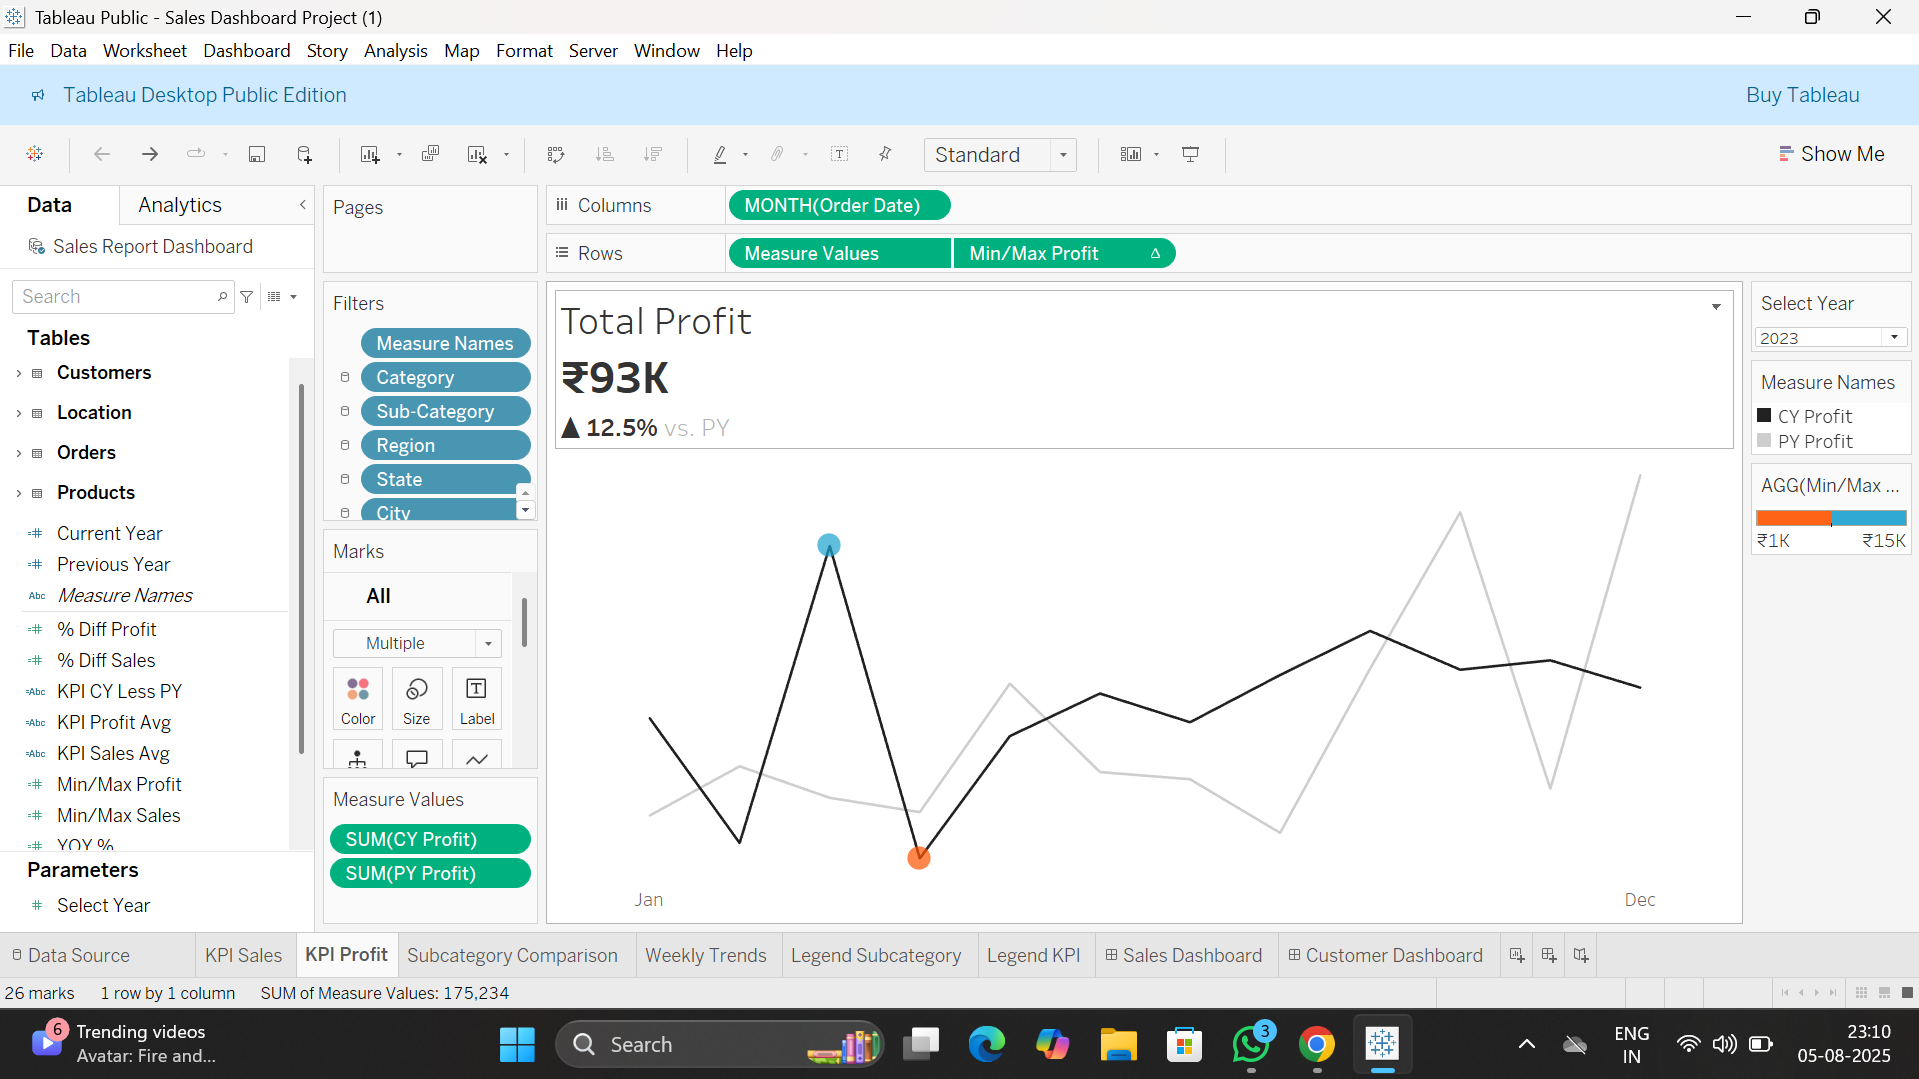 Tableau Public - Sales Dashboard Project (1)
File Data Worksheet Dashboard Story Analysis Map Format Server Window Help
Tableau Desktop Public Edition
Buy Tableau
Standard
Show Me
Data
Analytics
Sales Report Dashboard
Search
Tables
Customers
Location
Orders
Products
Current Year
Previous Year
Abc Measure Names
% Diff Profit
% Diff Sales
=Abc KPI CY Less PY
=Abc KPI Profit Avg
=Abc KPI Sales Avg
Min/Max Profit
Min/Max Sales
YOY %
Parameters
# Select Year
Pages
Filters
Measure Names
Category
Sub-Category
Region
State
City
Marks
All
Multiple
Color
Size
Label
Measure Values
SUM(CY Profit)
SUM(PY Profit)
Columns
MONTH(Order Date)
Rows
Measure Values
Min/Max Profit Δ
Total Profit
₹93K
▲ 12.5% vs. PY
Jan
Dec
Select Year
2023
Measure Names
CY Profit
PY Profit
AGG(Min/Max ...
₹1K
₹15K
Data Source
KPI Sales
KPI Profit
Subcategory Comparison
Weekly Trends
Legend Subcategory
Legend KPI
Sales Dashboard
Customer Dashboard
26 marks
1 row by 1 column
SUM of Measure Values: 175,234
6
Trending videos
Avatar: Fire and...
Search
3
ENG
IN
23:10
05-08-2025